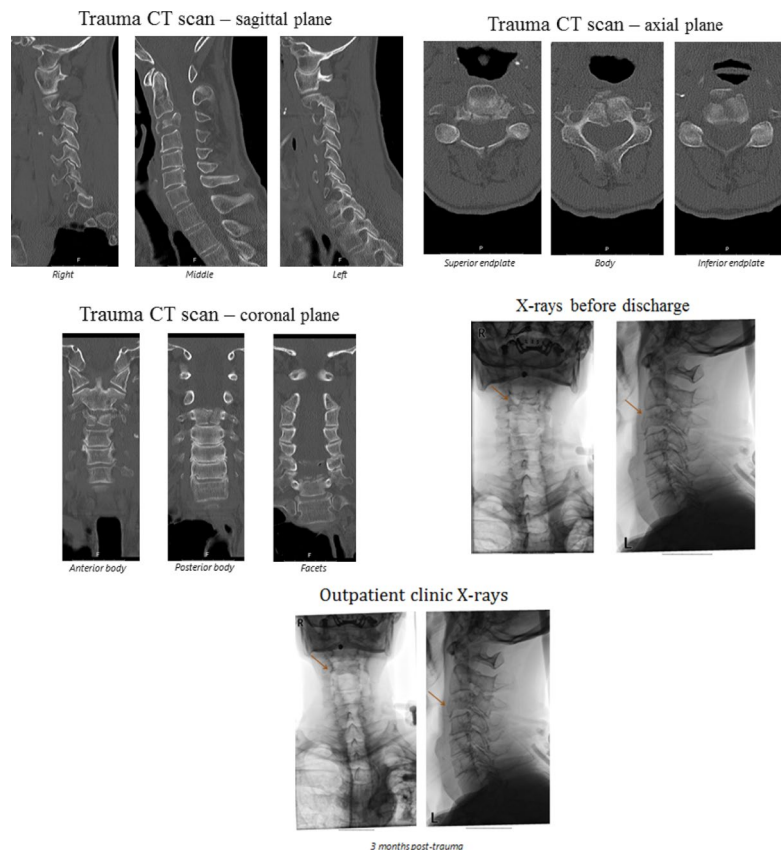 Trauma CT scan – sagittal plane
Trauma CT scan – axial plane
F
F
F
Right
Middle
Left
P
P
P
Superior endplate
Body
Inferior endplate
Trauma CT scan – coronal plane
X-rays before discharge
R
F
F
F
L
Anterior body
Posterior body
Facets
Outpatient clinic X-rays
R
L
3 months post-trauma